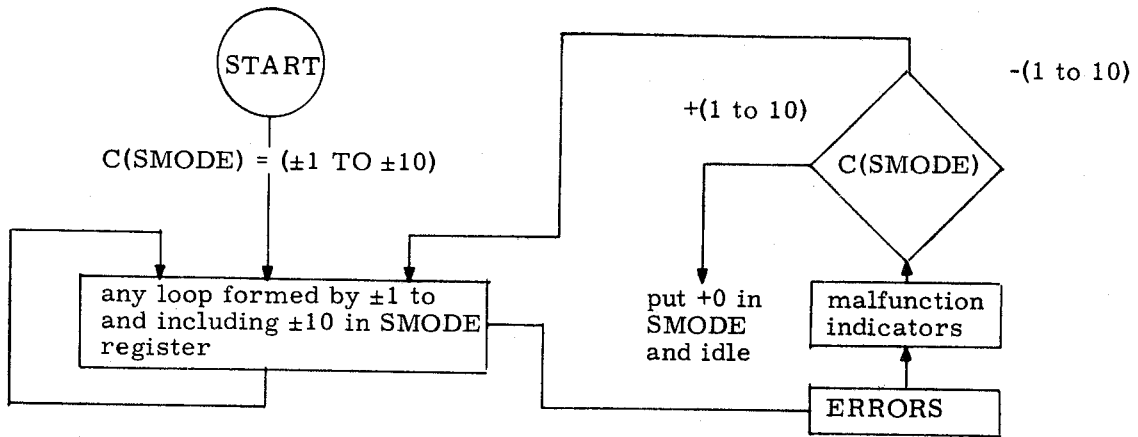 START
C(SMODE) = (±1 TO ±10)
any loop formed by ±1 to
and including ±10 in SMODE
register
+(1 to 10)
-(1 to 10)
C(SMODE)
put +0 in
SMODE
and idle
malfunction
indicators
ERRORS